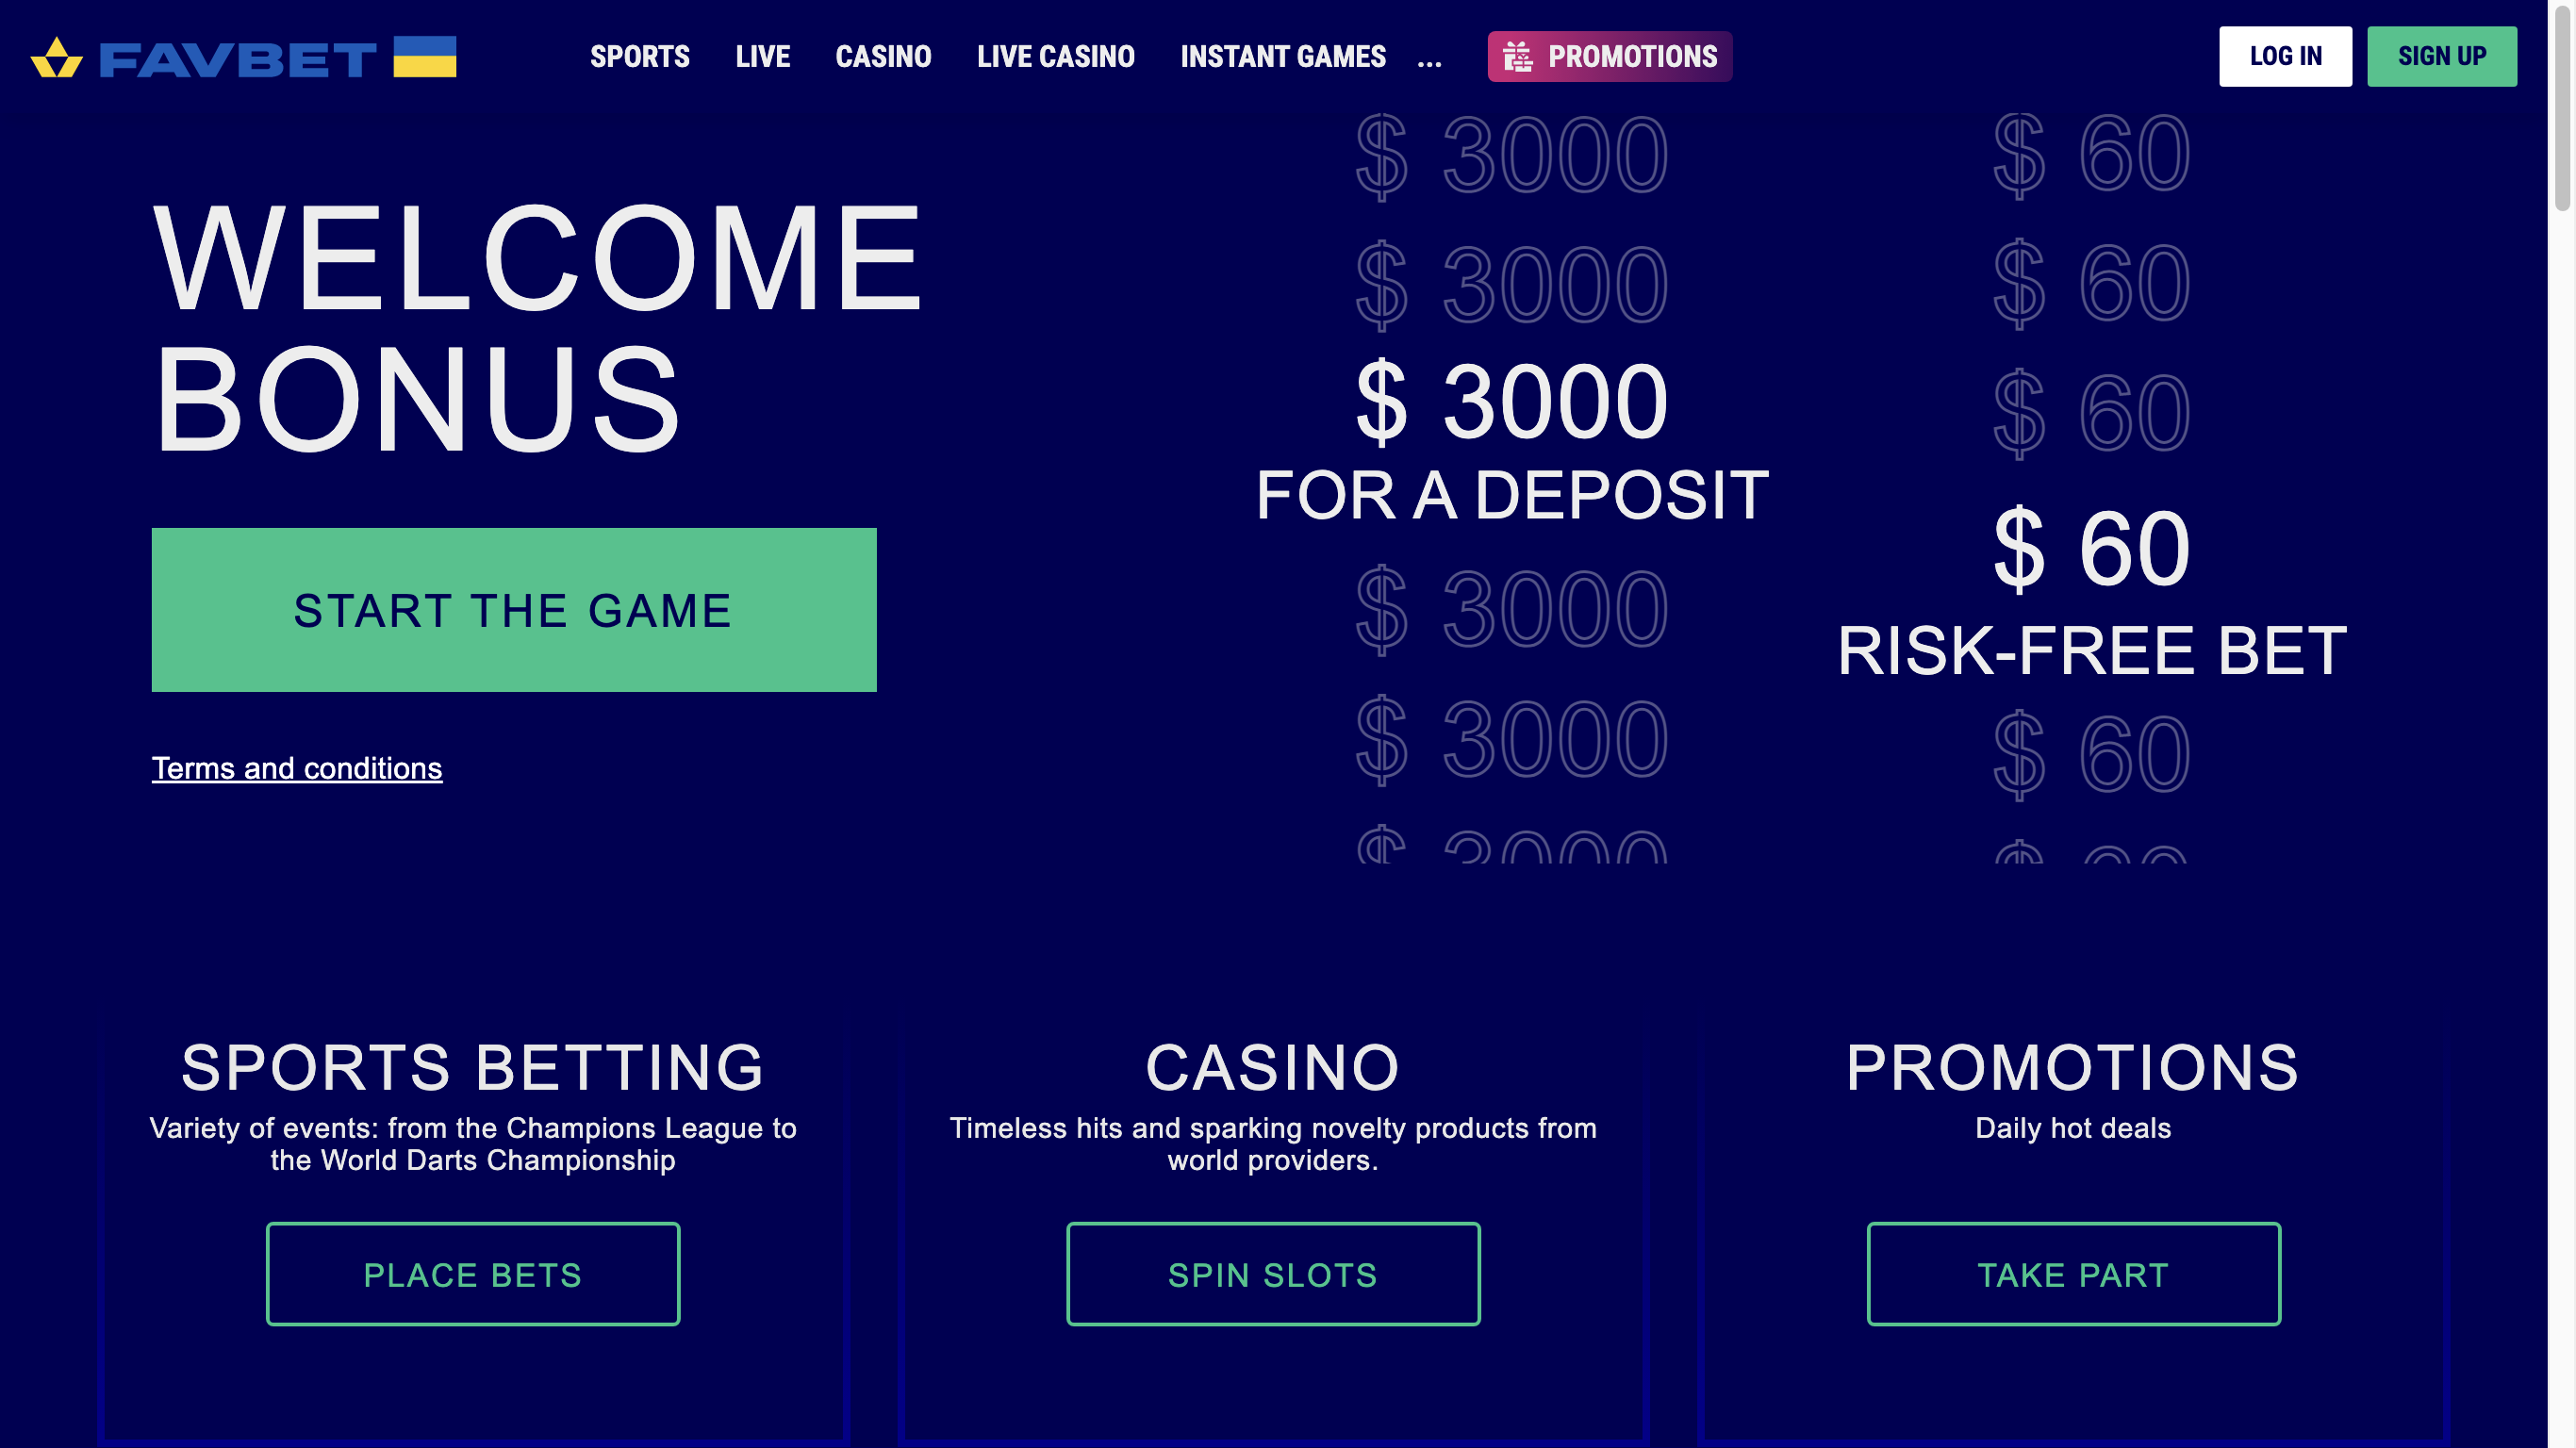 FAVBET
SPORTS LIVE CASINO LIVE CASINO INSTANT GAMES ... PROMOTIONS
LOG IN SIGN UP
WELCOME
BONUS
START THE GAME
Terms and conditions
$ 3000
$ 3000
$ 3000
FOR A DEPOSIT
$ 3000
$ 3000
$ 3000
$ 60
$ 60
$ 60
$ 60
RISK-FREE BET
$ 60
$ 60
SPORTS BETTING
Variety of events: from the Champions League to
the World Darts Championship
PLACE BETS
CASINO
Timeless hits and sparking novelty products from
world providers.
SPIN SLOTS
PROMOTIONS
Daily hot deals
TAKE PART